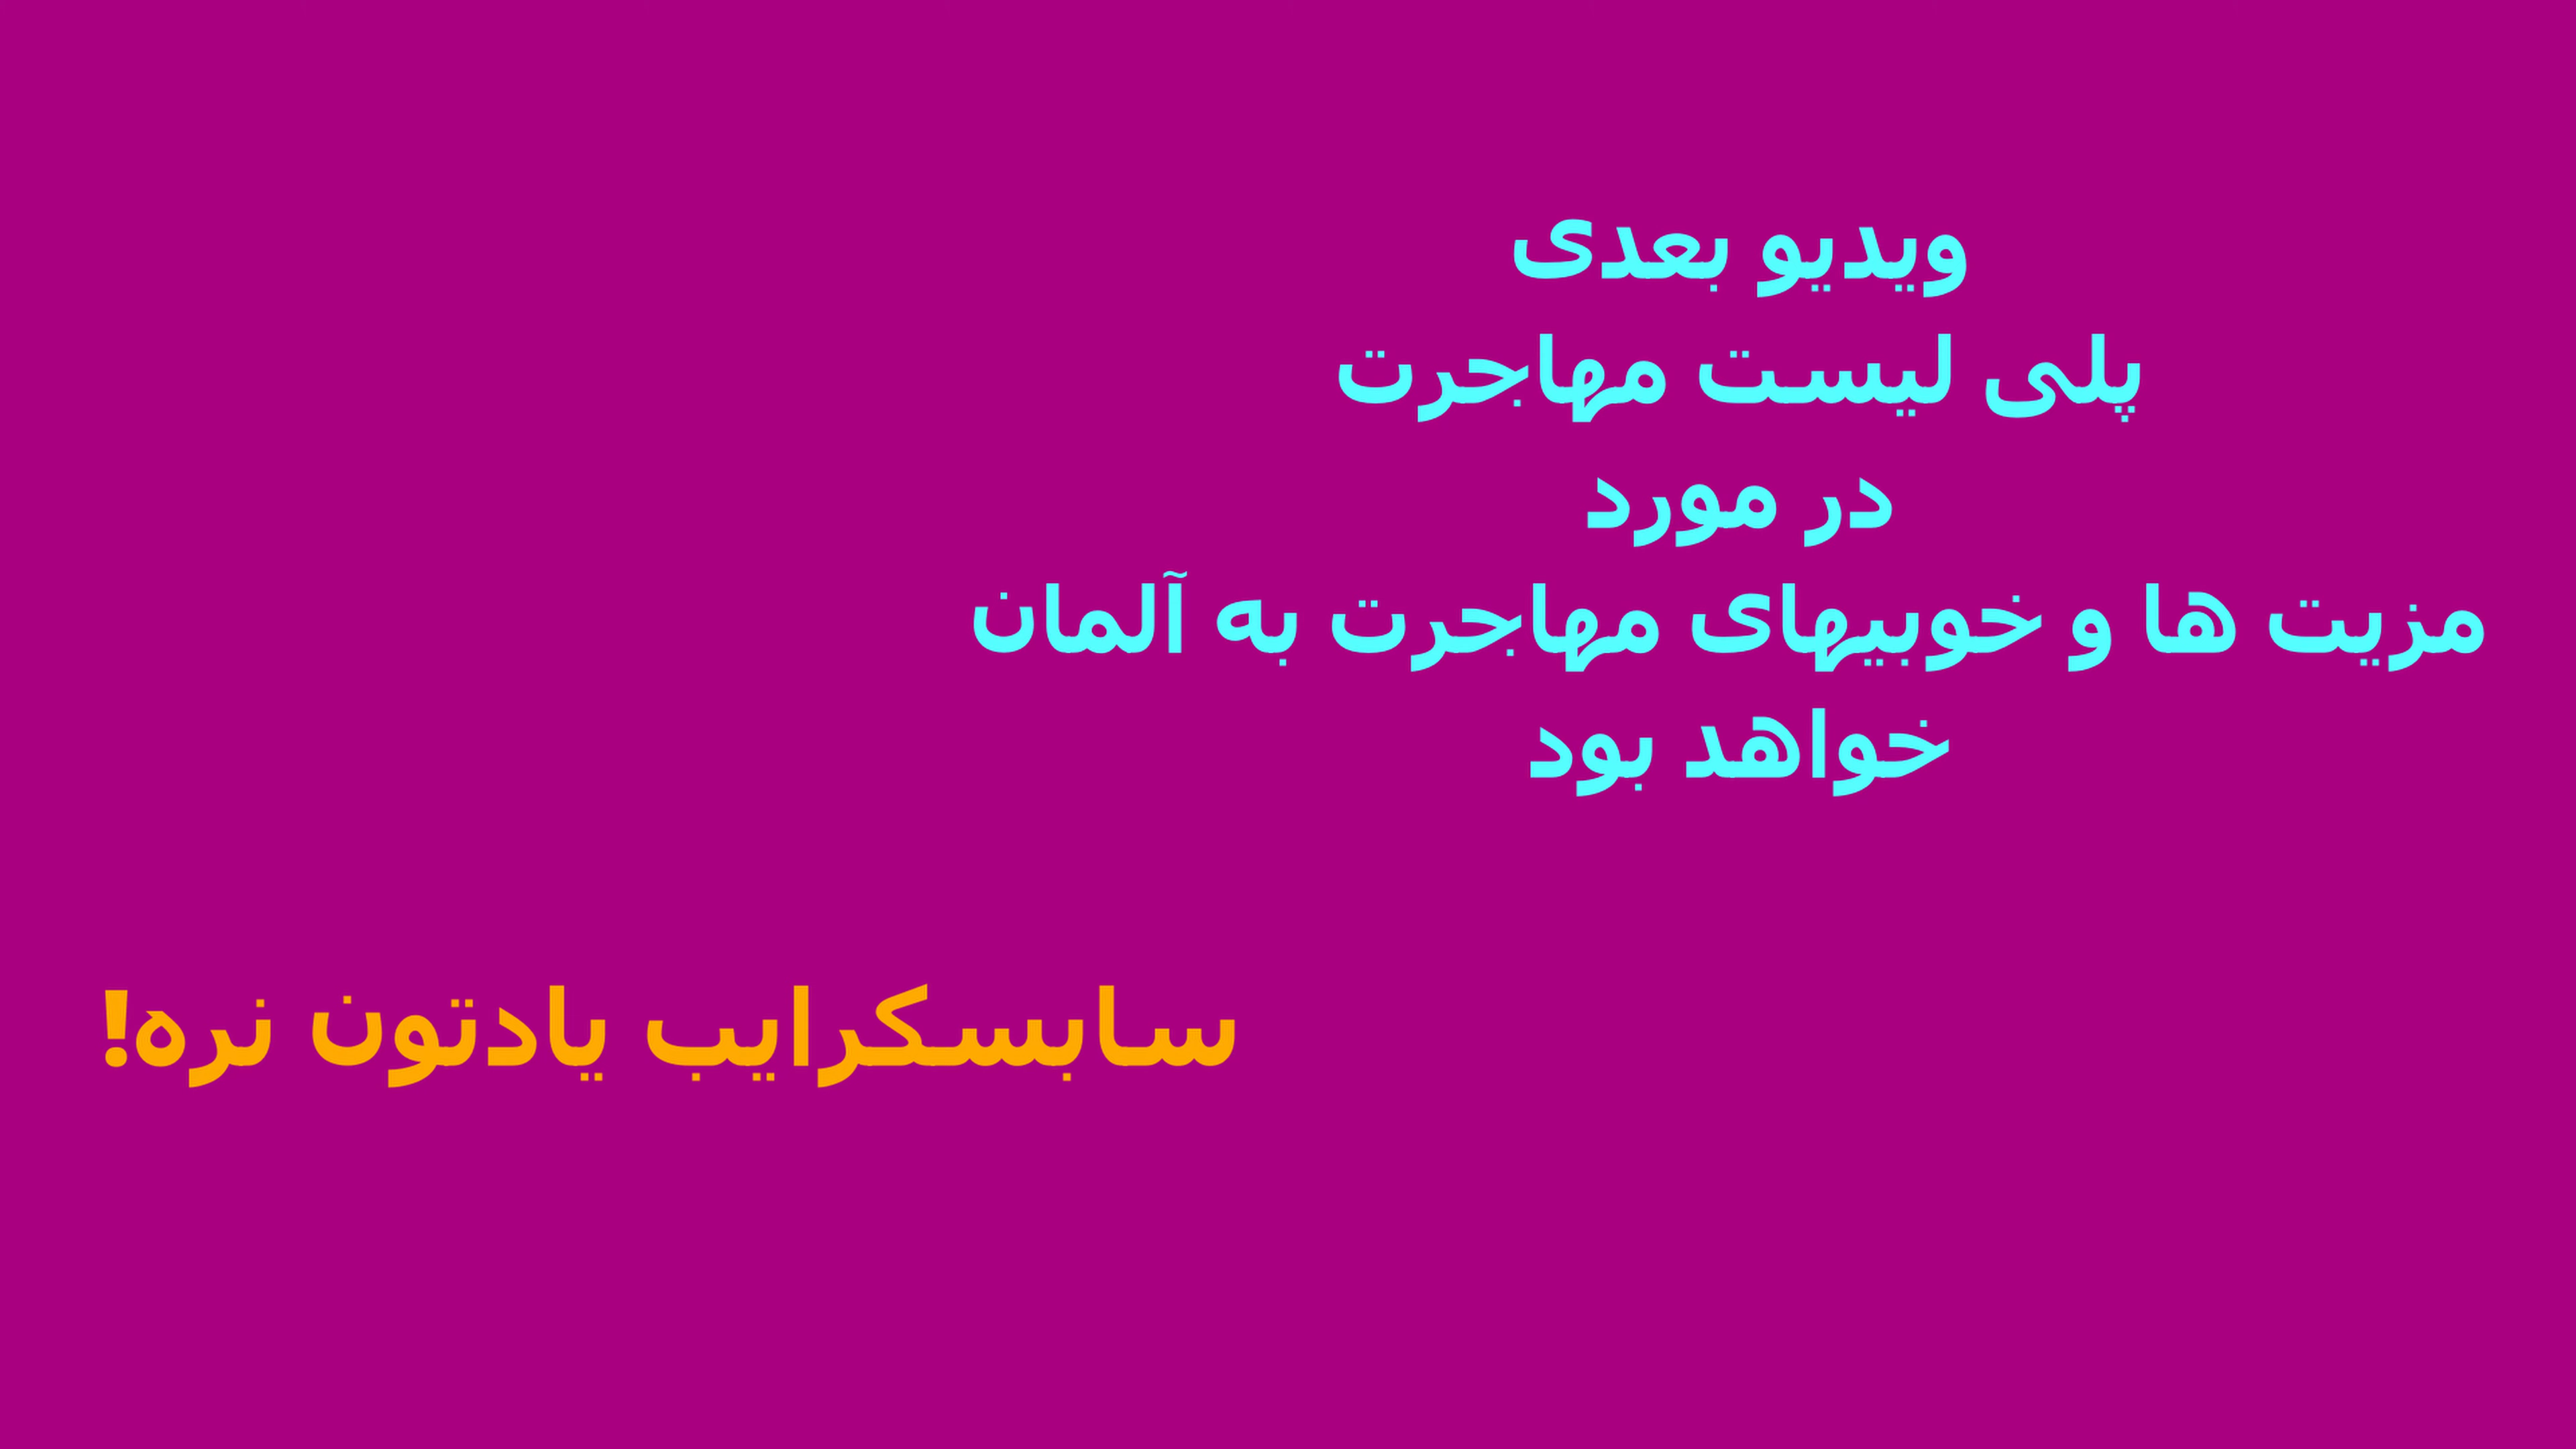 ویدیو بعدی
پلی لیست مهاجرت
در مورد
مزیت ها و خوبیهای مهاجرت به آلمان
خواهد بود
سابسکرایب یادتون نره!